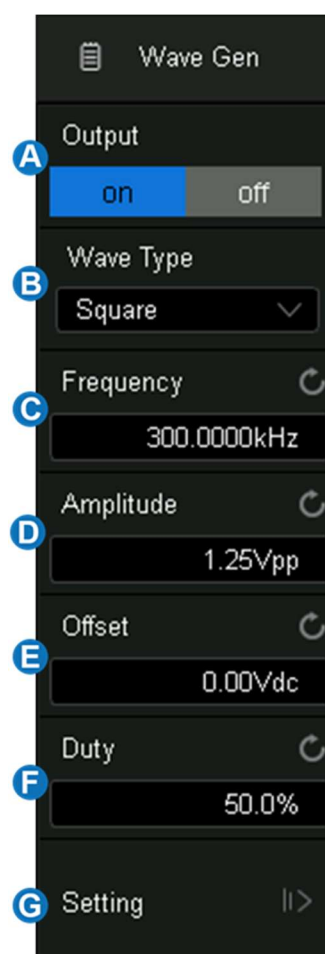 Wave Gen
Output
A
on off
Wave Type
B
Square
Frequency
C
300.0000kHz
Amplitude
D
1.25Vpp
Offset
E
0.00Vdc
Duty
F
50.0%
G Setting